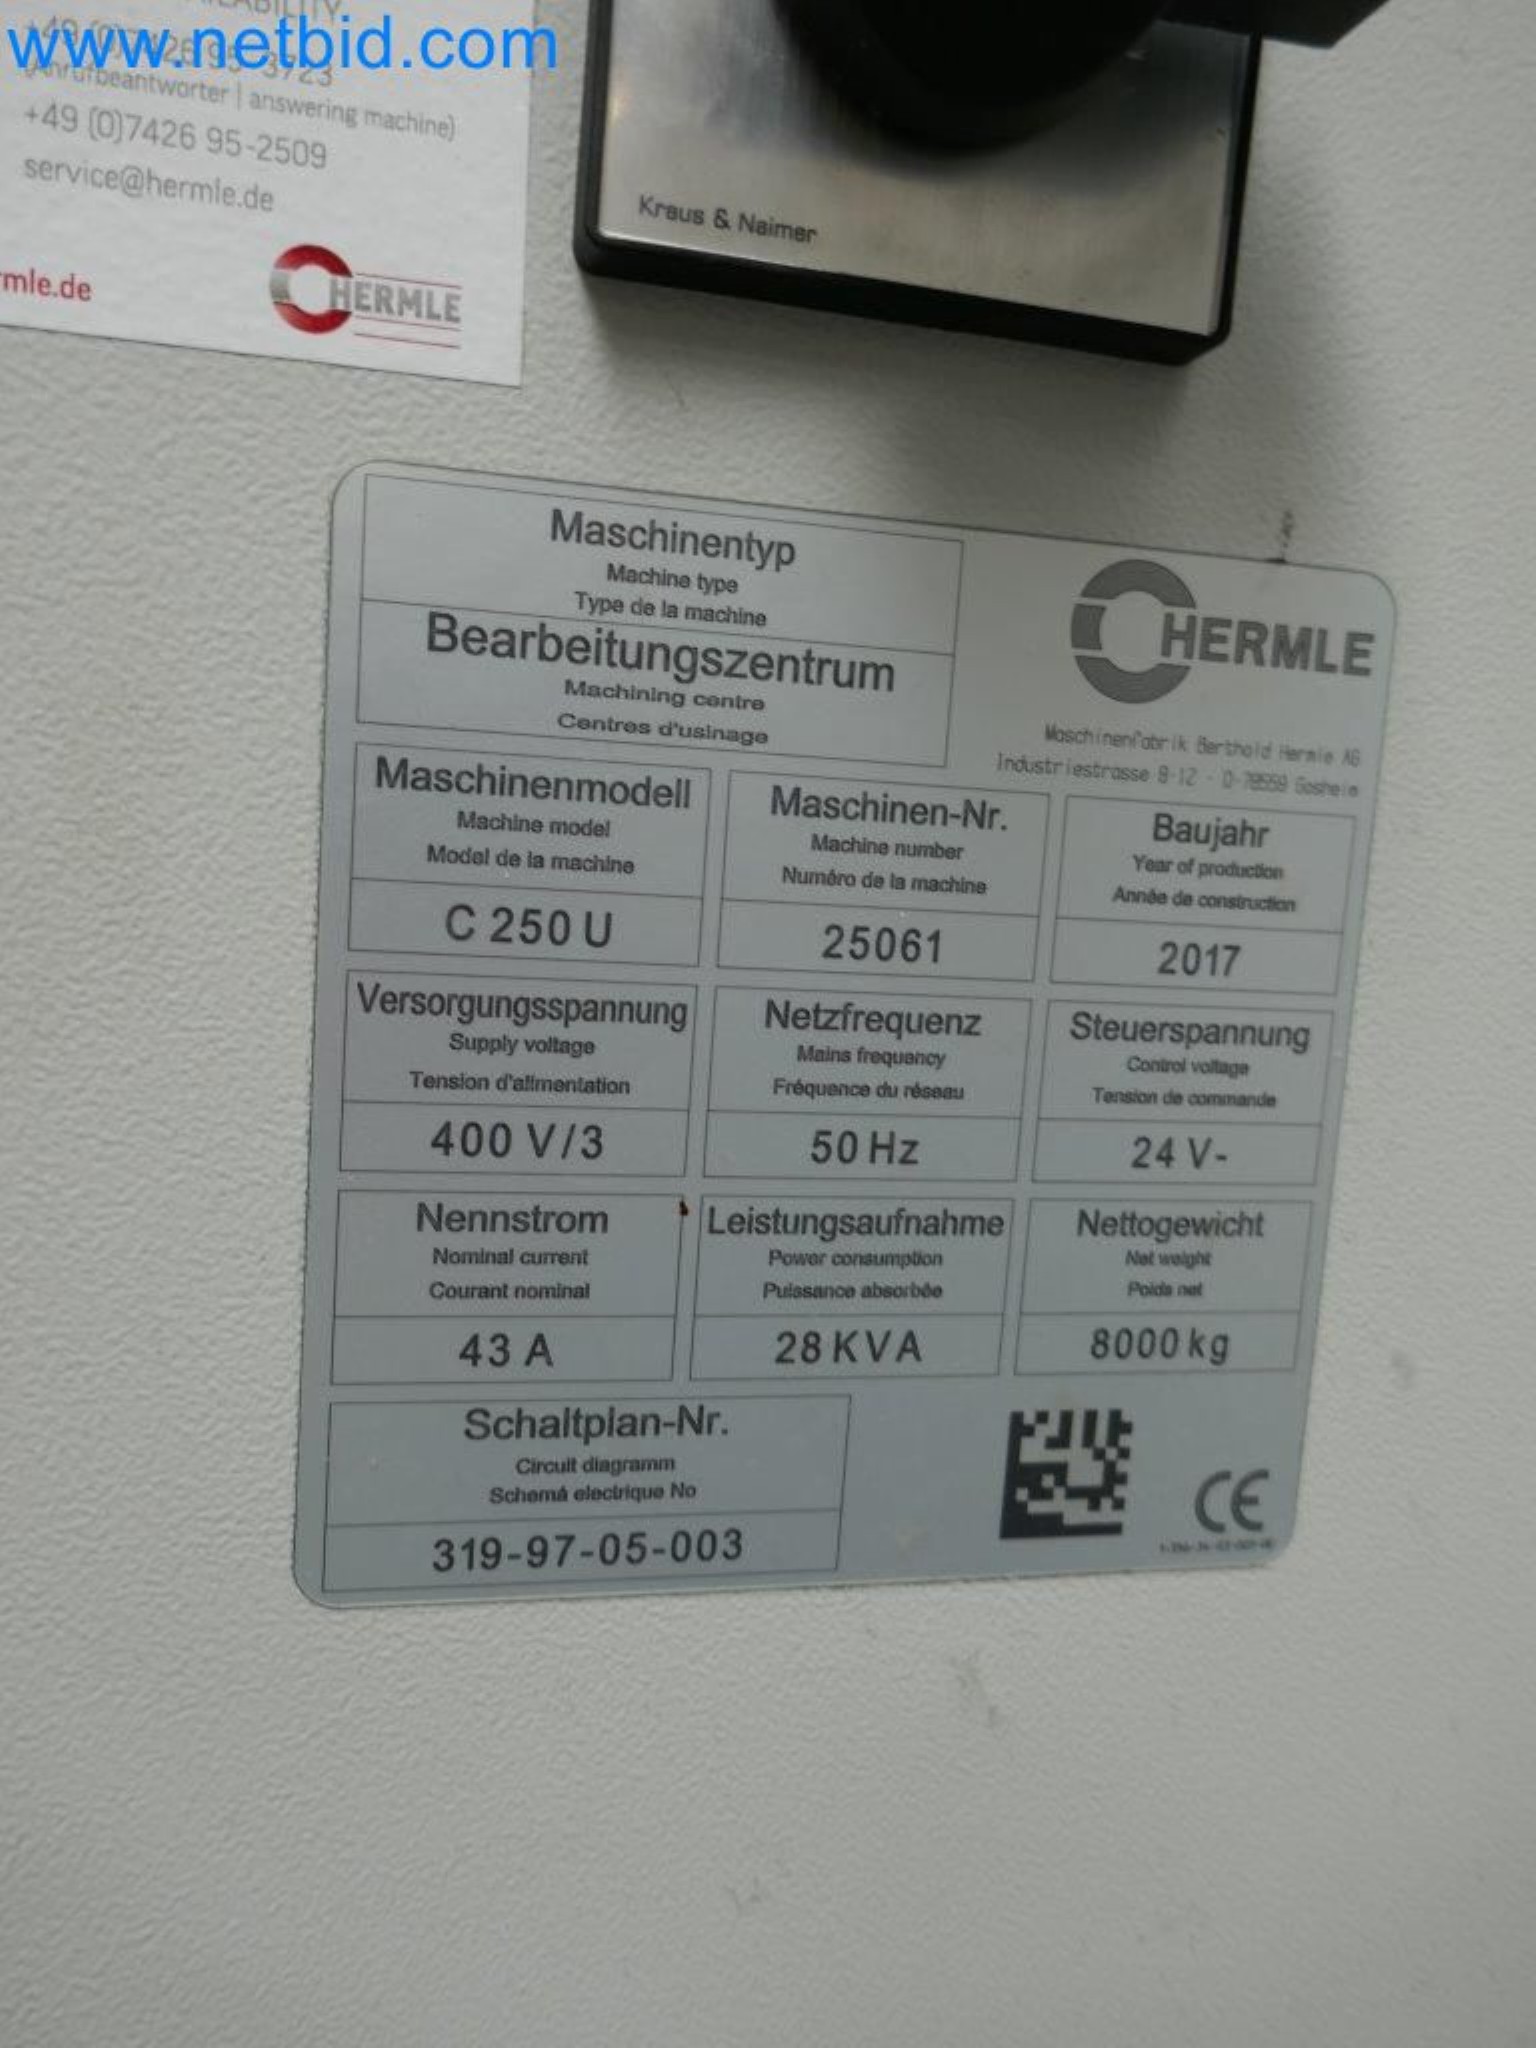 www.netbid.com
(Anrufbeantworter | answering machine)
+49 (0)7426 95-2509
service@hermle.de
rmle.de
HERMLE
Kraus & Naimer
Maschinentyp
Machine type
Type de la machine
Bearbeitungszentrum
Machining centre
Centres d'usinage
HERMLE
Maschinenfabrik Berthold Hermle AG
Industriestrasse 8-12 - D-78559 Gosheim
Maschinenmodell
Machine model
Model de la machine
C 250 U
Maschinen-Nr.
Machine number
Numéro de la machine
25061
Baujahr
Year of production
Année de construction
2017
Versorgungsspannung
Supply voltage
Tension d'alimentation
400 V/3
Netzfrequenz
Mains frequency
Fréquence du réseau
50 Hz
Steuerspannung
Control voltage
Tension de commande
24 V-
Nennstrom
Nominal current
Courant nominal
43 A
Leistungsaufnahme
Power consumption
Puissance absorbée
28 KVA
Nettogewicht
Net weight
Poids net
8000 kg
Schaltplan-Nr.
Circuit diagramm
Schemá electrique No
319-97-05-003
CE